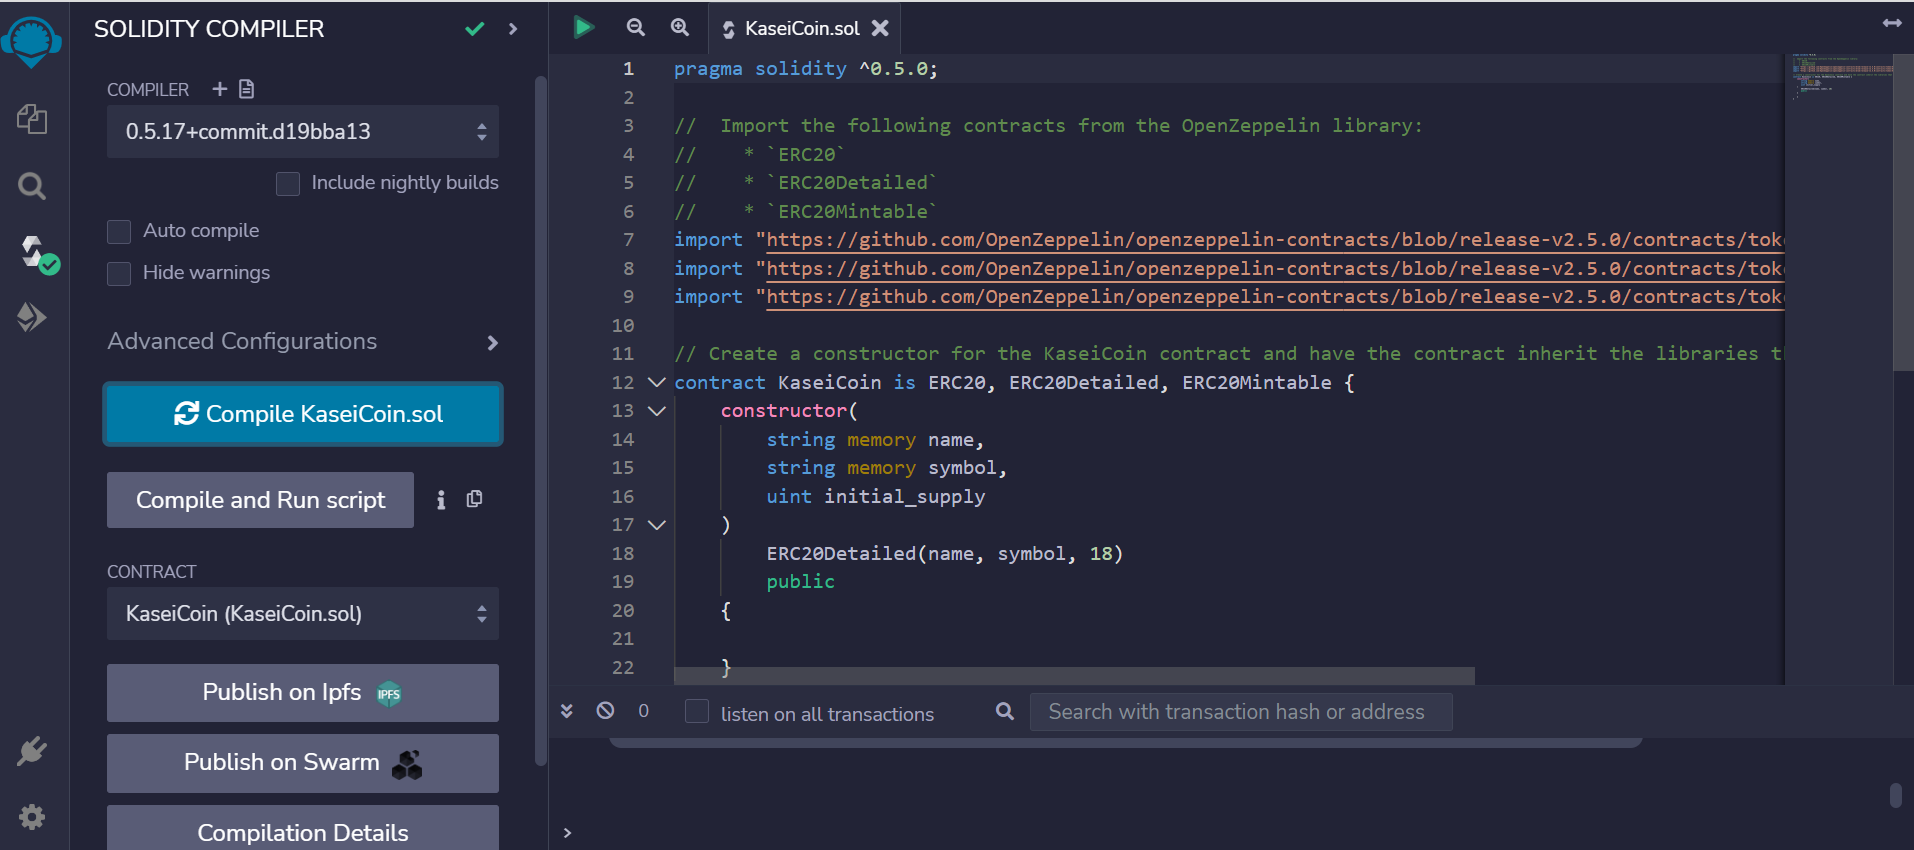 SOLIDITY COMPILER
COMPILER
0.5.17+commit.d19bba13
Include nightly builds
Auto compile
Hide warnings
Advanced Configurations
Compile KaseiCoin.sol
Compile and Run script
CONTRACT
KaseiCoin (KaseiCoin.sol)
Publish on Ipfs IPFS
Publish on Swarm
Compilation Details
KaseiCoin.sol
1 pragma solidity ^0.5.0;
2
3 //  Import the following contracts from the OpenZeppelin library:
4 //    * `ERC20`
5 //    * `ERC20Detailed`
6 //    * `ERC20Mintable`
7 import "https://github.com/OpenZeppelin/openzeppelin-contracts/blob/release-v2.5.0/contracts/tok
8 import "https://github.com/OpenZeppelin/openzeppelin-contracts/blob/release-v2.5.0/contracts/tok
9 import "https://github.com/OpenZeppelin/openzeppelin-contracts/blob/release-v2.5.0/contracts/tok
10
11 // Create a constructor for the KaseiCoin contract and have the contract inherit the libraries t
12 contract KaseiCoin is ERC20, ERC20Detailed, ERC20Mintable {
13     constructor(
14         string memory name,
15         string memory symbol,
16         uint initial_supply
17     )
18         ERC20Detailed(name, symbol, 18)
19         public
20     {
21
22     }
0
listen on all transactions
Search with transaction hash or address
>